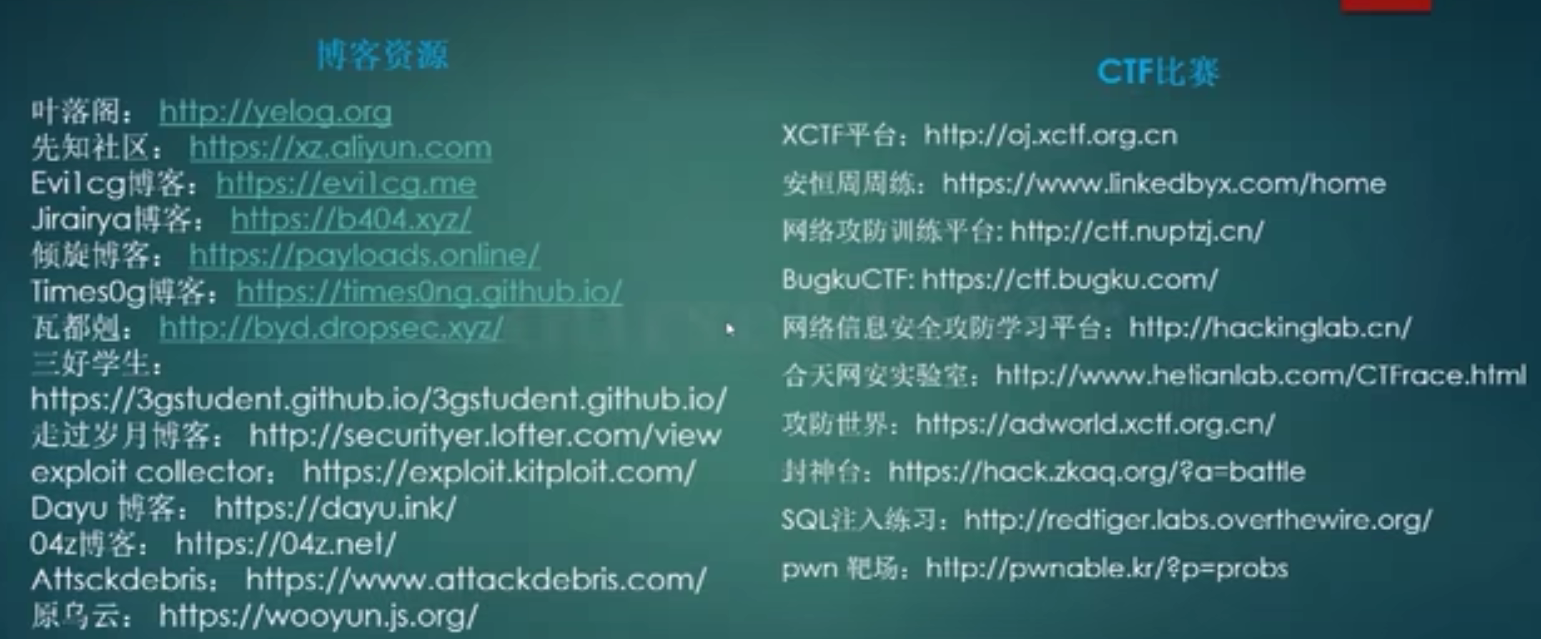 博客资源
叶落阁： http://yelog.org
先知社区： https://xz.aliyun.com
Evi1cg博客：https://evi1cg.me
Jirairya博客： https://b404.xyz/
倾旋博客： https://payloads.online/
Times0g博客：https://times0ng.github.io/
瓦都剋： http://byd.dropsec.xyz/
三好学生：
https://3gstudent.github.io/3gstudent.github.io/
走过岁月博客： http://securityer.lofter.com/view
exploit collector： https://exploit.kitploit.com/
Dayu 博客： https://dayu.ink/
04z博客： https://04z.net/
Attsckdebris： https://www.attackdebris.com/
原乌云： https://wooyun.js.org/
CTF比赛
XCTF平台：http://oj.xctf.org.cn
安恒周周练：https://www.linkedbyx.com/home
网络攻防训练平台: http://ctf.nuptzj.cn/
BugkuCTF: https://ctf.bugku.com/
网络信息安全攻防学习平台：http://hackinglab.cn/
合天网安实验室：http://www.hetianlab.com/CTFrace.html
攻防世界：https://adworld.xctf.org.cn/
封神台：https://hack.zkaq.org/?a=battle
SQL注入练习：http://redtiger.labs.overthewire.org/
pwn 靶场：http://pwnable.kr/?p=probs